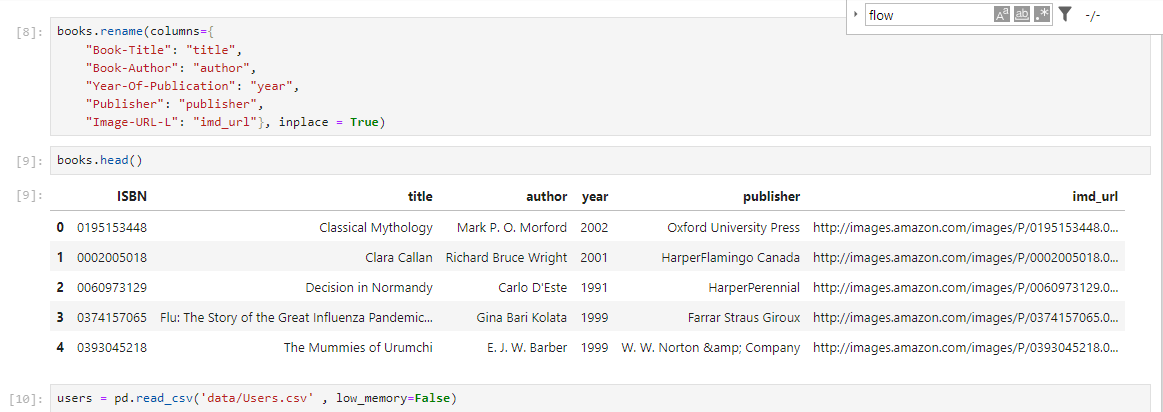 flow
Aa
ab
.*
-/-
[8]:
books.rename(columns={
"Book-Title": "title",
"Book-Author": "author",
"Year-Of-Publication": "year",
"Publisher": "publisher",
"Image-URL-L": "imd_url"}, inplace = True)
[9]:
books.head()
[9]:
ISBN title author year publisher imd_url
0 0195153448 Classical Mythology Mark P. O. Morford 2002 Oxford University Press http://images.amazon.com/images/P/0195153448.0...
1 0002005018 Clara Callan Richard Bruce Wright 2001 HarperFlamingo Canada http://images.amazon.com/images/P/0002005018.0...
2 0060973129 Decision in Normandy Carlo D'Este 1991 HarperPerennial http://images.amazon.com/images/P/0060973129.0...
3 0374157065 Flu: The Story of the Great Influenza Pandemic... Gina Bari Kolata 1999 Farrar Straus Giroux http://images.amazon.com/images/P/0374157065.0...
4 0393045218 The Mummies of Urumchi E. J. W. Barber 1999 W. W. Norton &amp; Company http://images.amazon.com/images/P/0393045218.0...
[10]:
users = pd.read_csv('data/Users.csv' , low_memory=False)